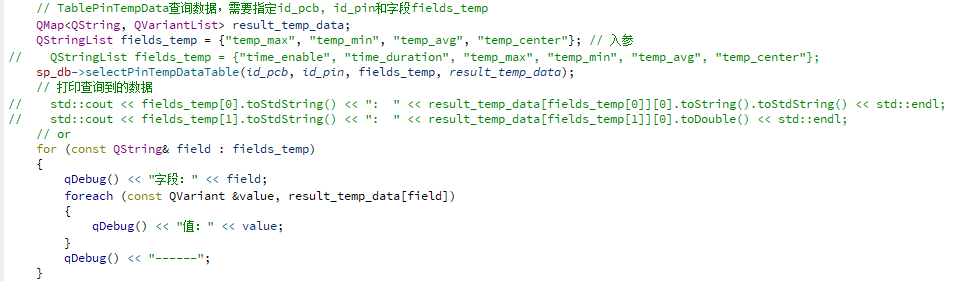 // TablePinTempData查询数据，需要指定id_pcb, id_pin和字段fields_temp
QMap<QString, QVariantList> result_temp_data;
QStringList fields_temp = {"temp_max", "temp_min", "temp_avg", "temp_center"}; // 入参
//    QStringList fields_temp = {"time_enable", "time_duration", "temp_max", "temp_min", "temp_avg", "temp_center"};
sp_db->selectPinTempDataTable(id_pcb, id_pin, fields_temp, result_temp_data);
// 打印查询到的数据
//    std::cout << fields_temp[0].toStdString() << ":  " << result_temp_data[fields_temp[0]][0].toString().toStdString() << std::endl;
//    std::cout << fields_temp[1].toStdString() << ":  " << result_temp_data[fields_temp[1]][0].toDouble() << std::endl;
// or
for (const QString& field : fields_temp)
{
qDebug() << "字段：" << field;
foreach (const QVariant &value, result_temp_data[field])
{
qDebug() << "值：" << value;
}
qDebug() << "------";
}